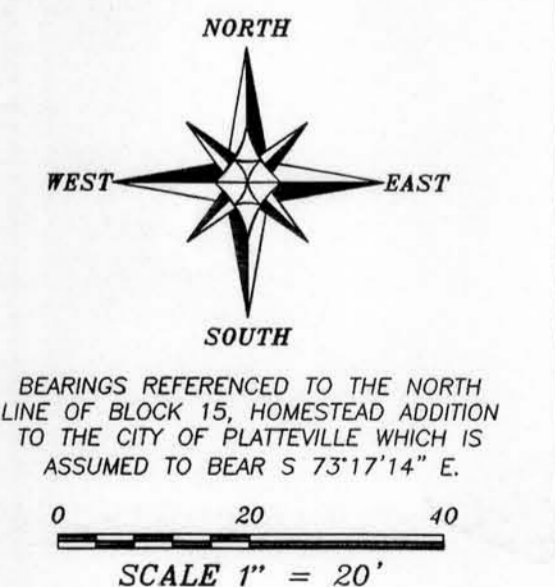 NORTH
WEST EAST
SOUTH
BEARINGS REFERENCED TO THE NORTH
LINE OF BLOCK 15, HOMESTEAD ADDITION
TO THE CITY OF PLATTEVILLE WHICH IS
ASSUMED TO BEAR S 73°17'14" E.
0 20 40
SCALE 1" = 20'